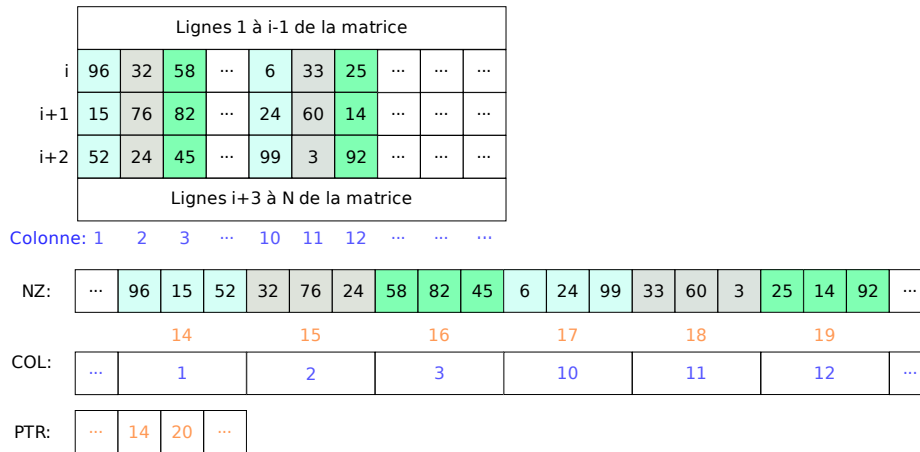 Lignes 1 à i-1 de la matrice
i 96 32 58 ... 6 33 25 ... ... ...
i+1 15 76 82 ... 24 60 14 ... ... ...
i+2 52 24 45 ... 99 3 92 ... ... ...
Lignes i+3 à N de la matrice
Colonne: 1 2 3 ... 10 11 12 ... ... ...
NZ: ... 96 15 52 32 76 24 58 82 45 6 24 99 33 60 3 25 14 92 ...
14 15 16 17 18 19
COL: ... 1 2 3 10 11 12 ...
PTR: ... 14 20 ...